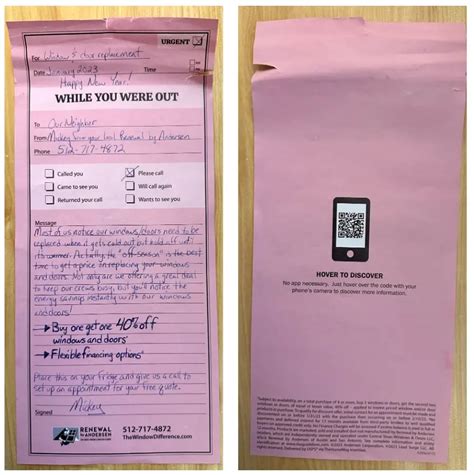 URGENT
For Window & door replacement
Date January 2023 Time
Happy New Year!
WHILE YOU WERE OUT
To Our Neighbor
From Mickey from your local Renewal by Andersen
Phone 512-717-4872
Called you Please call
Came to see you Will call again
Returned your call Wants to see you
Message
Most of us notice our windows/doors need to be
replaced when it gets cold out but hold off until
it's warmer. Actually, the "off-season" is the best
time to get a price on replacing your windows
and doors. Not only are we offering a great deal
to keep our crews busy, but you'll notice the
energy savings instantly with our windows
and doors!
Buy one get one 40% off
windows and doors*
Flexible financing options*
Place this on your fridge and give us a call to
set up an appointment for your free quote.
Signed Mickey
RENEWAL
by ANDERSEN
512-717-4872
TheWindowDifference.com
HOVER TO DISCOVER
No app necessary. Just hover over the code with your
phone's camera to discover more information.